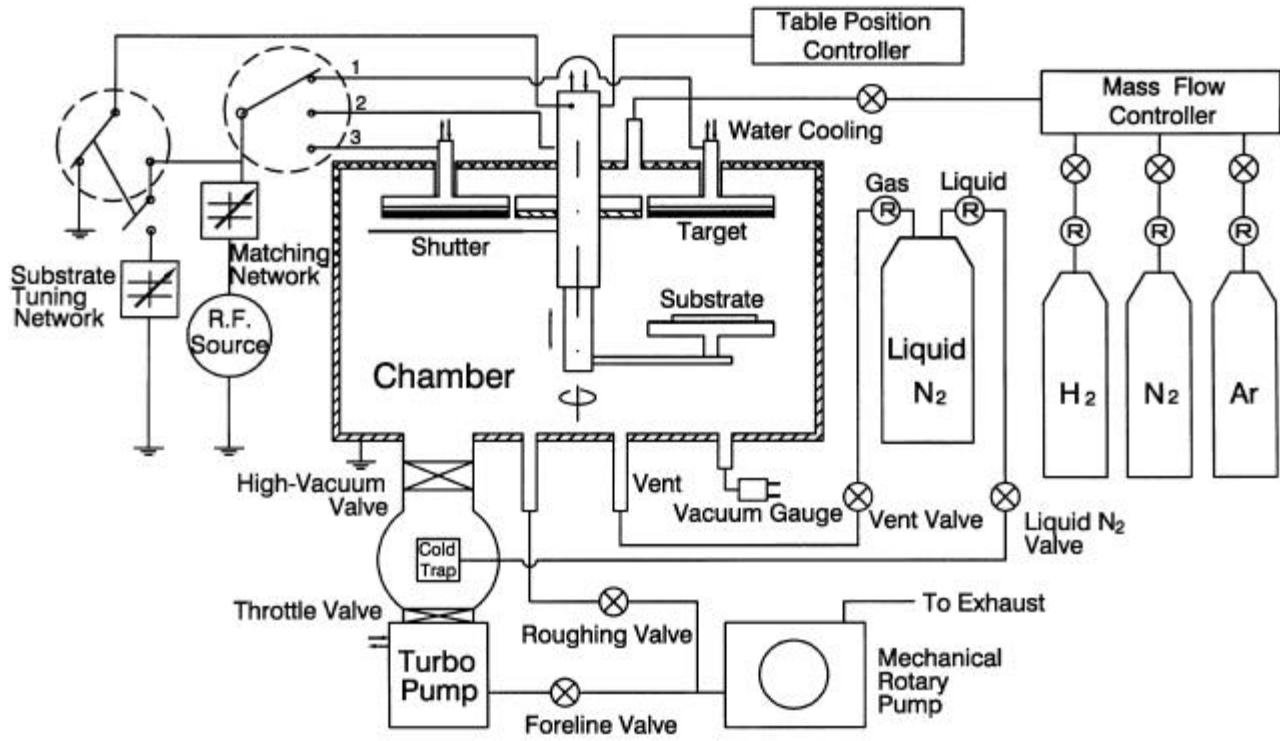 Table Position
Controller
1
2
3
Mass Flow
Controller
Water Cooling
Gas
Liquid
R
R
R
R
R
Shutter
Target
Matching
Network
Substrate
Tuning
Network
R.F.
Source
Substrate
Chamber
Liquid
N₂
H₂
N₂
Ar
High-Vacuum
Valve
Vent
Vacuum Gauge
Vent Valve
Liquid N₂
Valve
Cold
Trap
Throttle Valve
Roughing Valve
To Exhaust
Turbo
Pump
Mechanical
Rotary
Pump
Foreline Valve